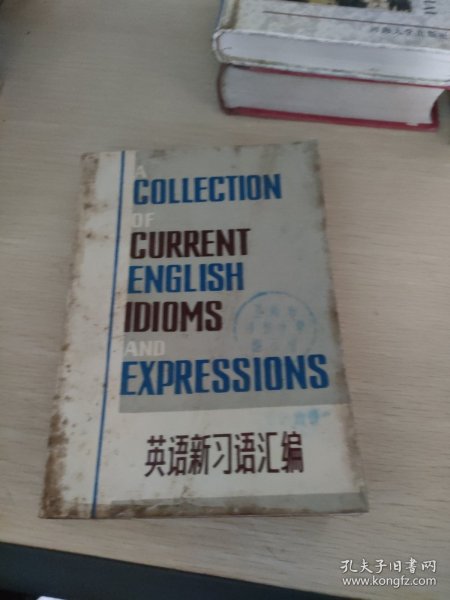 A
COLLECTION
OF
CURRENT
ENGLISH
IDIOMS
AND
EXPRESSIONS
英语新习语汇编
孔夫子旧书网
www.kongfz.com